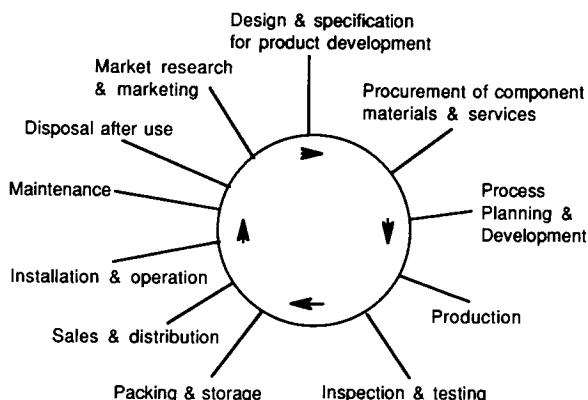 Design & specification
for product development
Procurement of component
materials & services
Process
Planning &
Development
Production
Inspection & testing
Packing & storage
Sales & distribution
Installation & operation
Maintenance
Disposal after use
Market research
& marketing